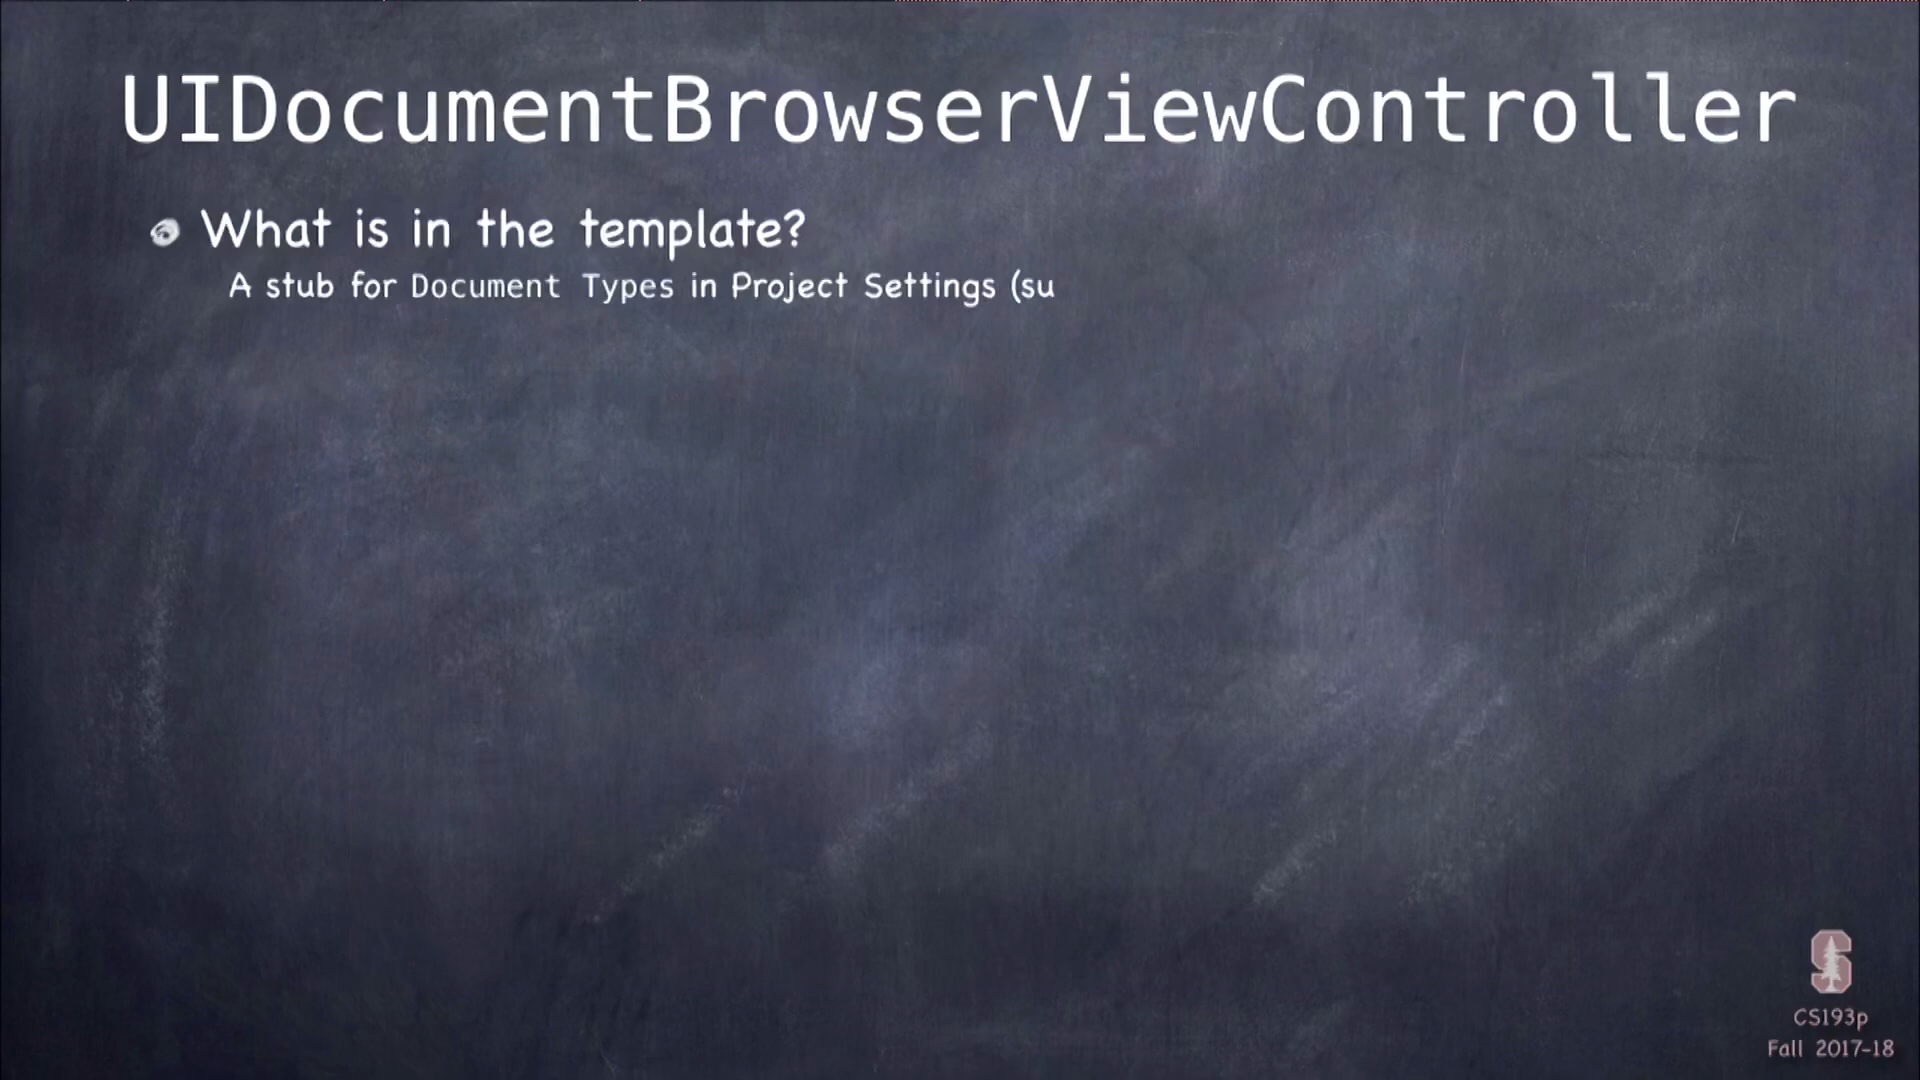 UIDocumentBrowserViewController
What is in the template?
A stub for Document Types in Project Settings (su
CS193p
Fall 2017-18